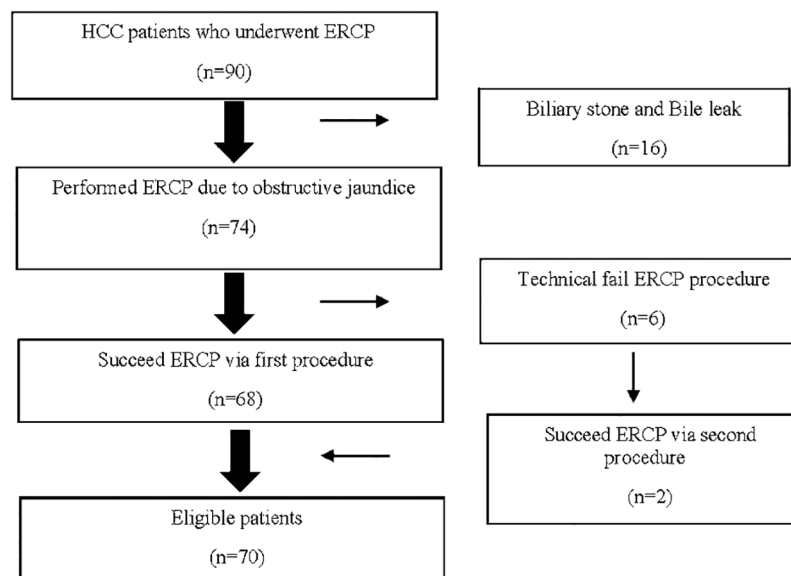 HCC patients who underwent ERCP
(n=90)
Biliary stone and Bile leak
(n=16)
Performed ERCP due to obstructive jaundice
(n=74)
Technical fail ERCP procedure
(n=6)
Succeed ERCP via first procedure
(n=68)
Succeed ERCP via second
procedure
(n=2)
Eligible patients
(n=70)